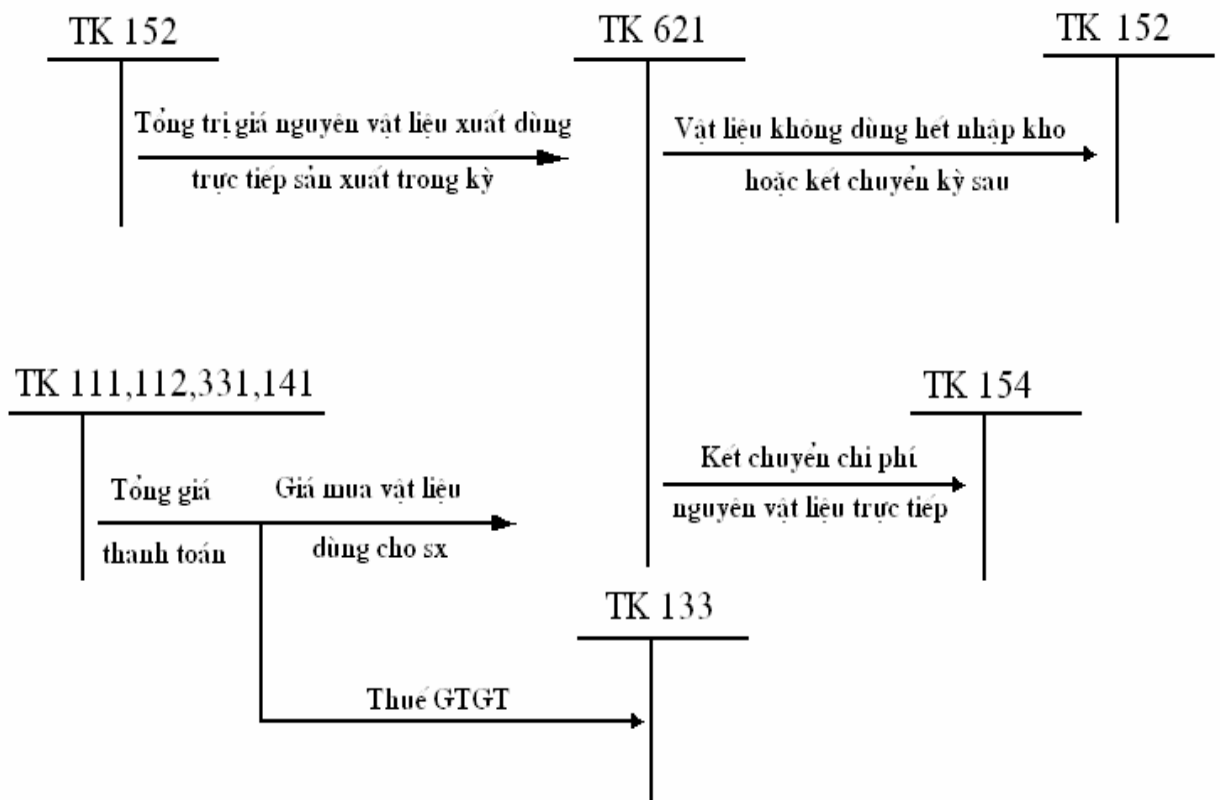 TK 152
TK 621
TK 152
Tổng trị giá nguyên vật liệu xuất dùng
trực tiếp sản xuất trong kỳ
Vật liệu không dùng hết nhập kho
hoặc kết chuyển kỳ sau
TK 111,112,331,141
TK 154
Tổng giá
thanh toán
Giá mua vật liệu
dùng cho sx
Kết chuyển chi phí
nguyên vật liệu trực tiếp
TK 133
Thuế GTGT